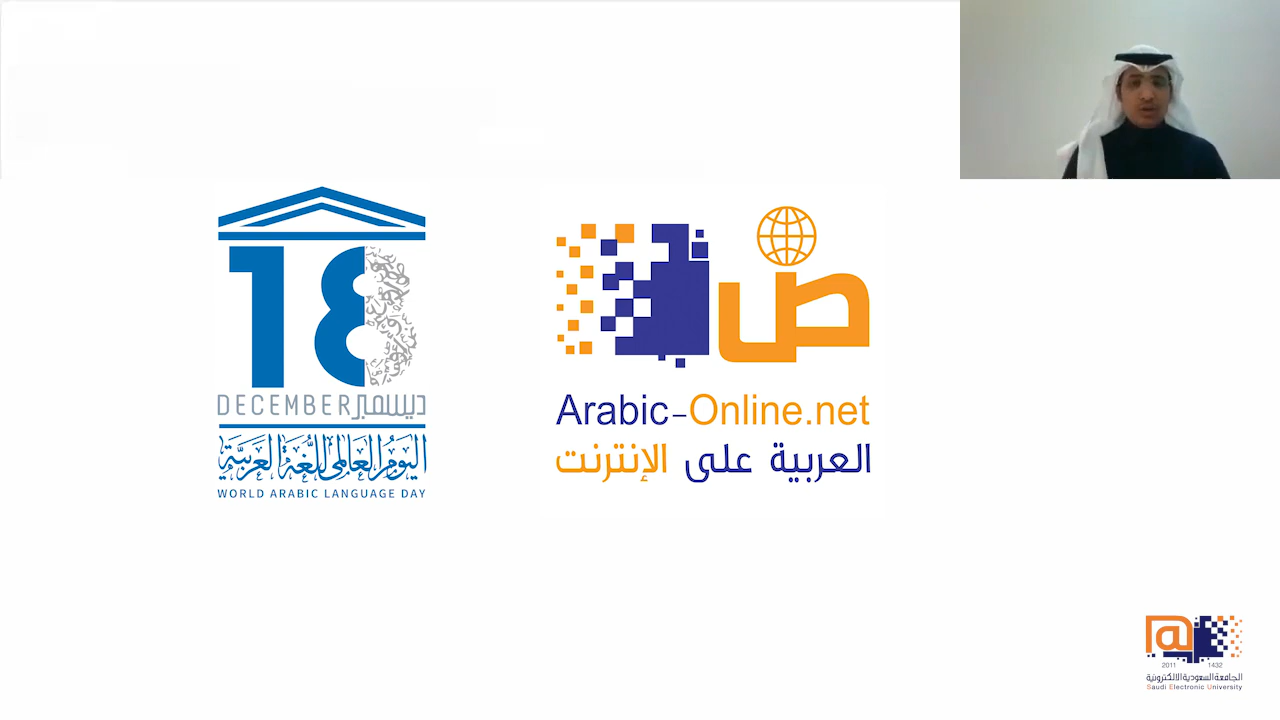 18
DECEMBER ديسمبر
اليوم العالمي للغة العربية
WORLD ARABIC LANGUAGE DAY
ض
Arabic-Online.net
العربية على الإنترنت
2011 1432
الجامعة السعودية الالكترونية
Saudi Electronic University